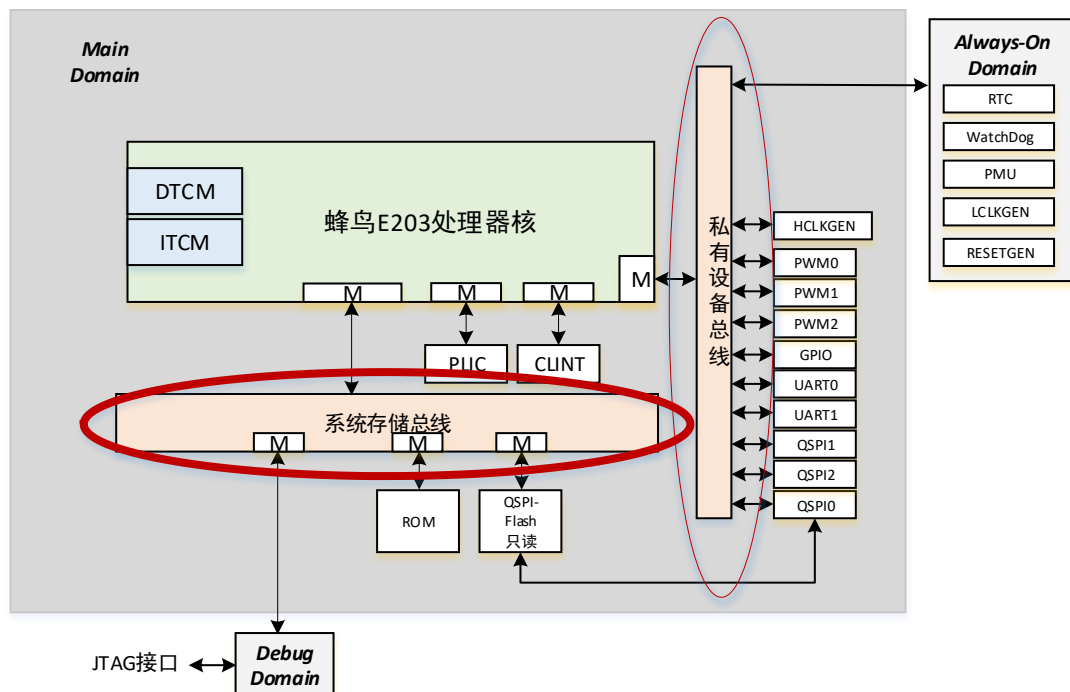 Main
Domain
Always-On
Domain
RTC
WatchDog
PMU
LCLKGEN
RESETGEN
DTCM
ITCM
蜂鸟E203处理器核
M
M
M
M
PLIC
CLINT
私有设备总线
HCLKGEN
PWM0
PWM1
PWM2
GPIO
UART0
UART1
QSPI1
QSPI2
QSPI0
系统存储总线
M
M
M
ROM
QSPI-
Flash
只读
JTAG接口
Debug
Domain